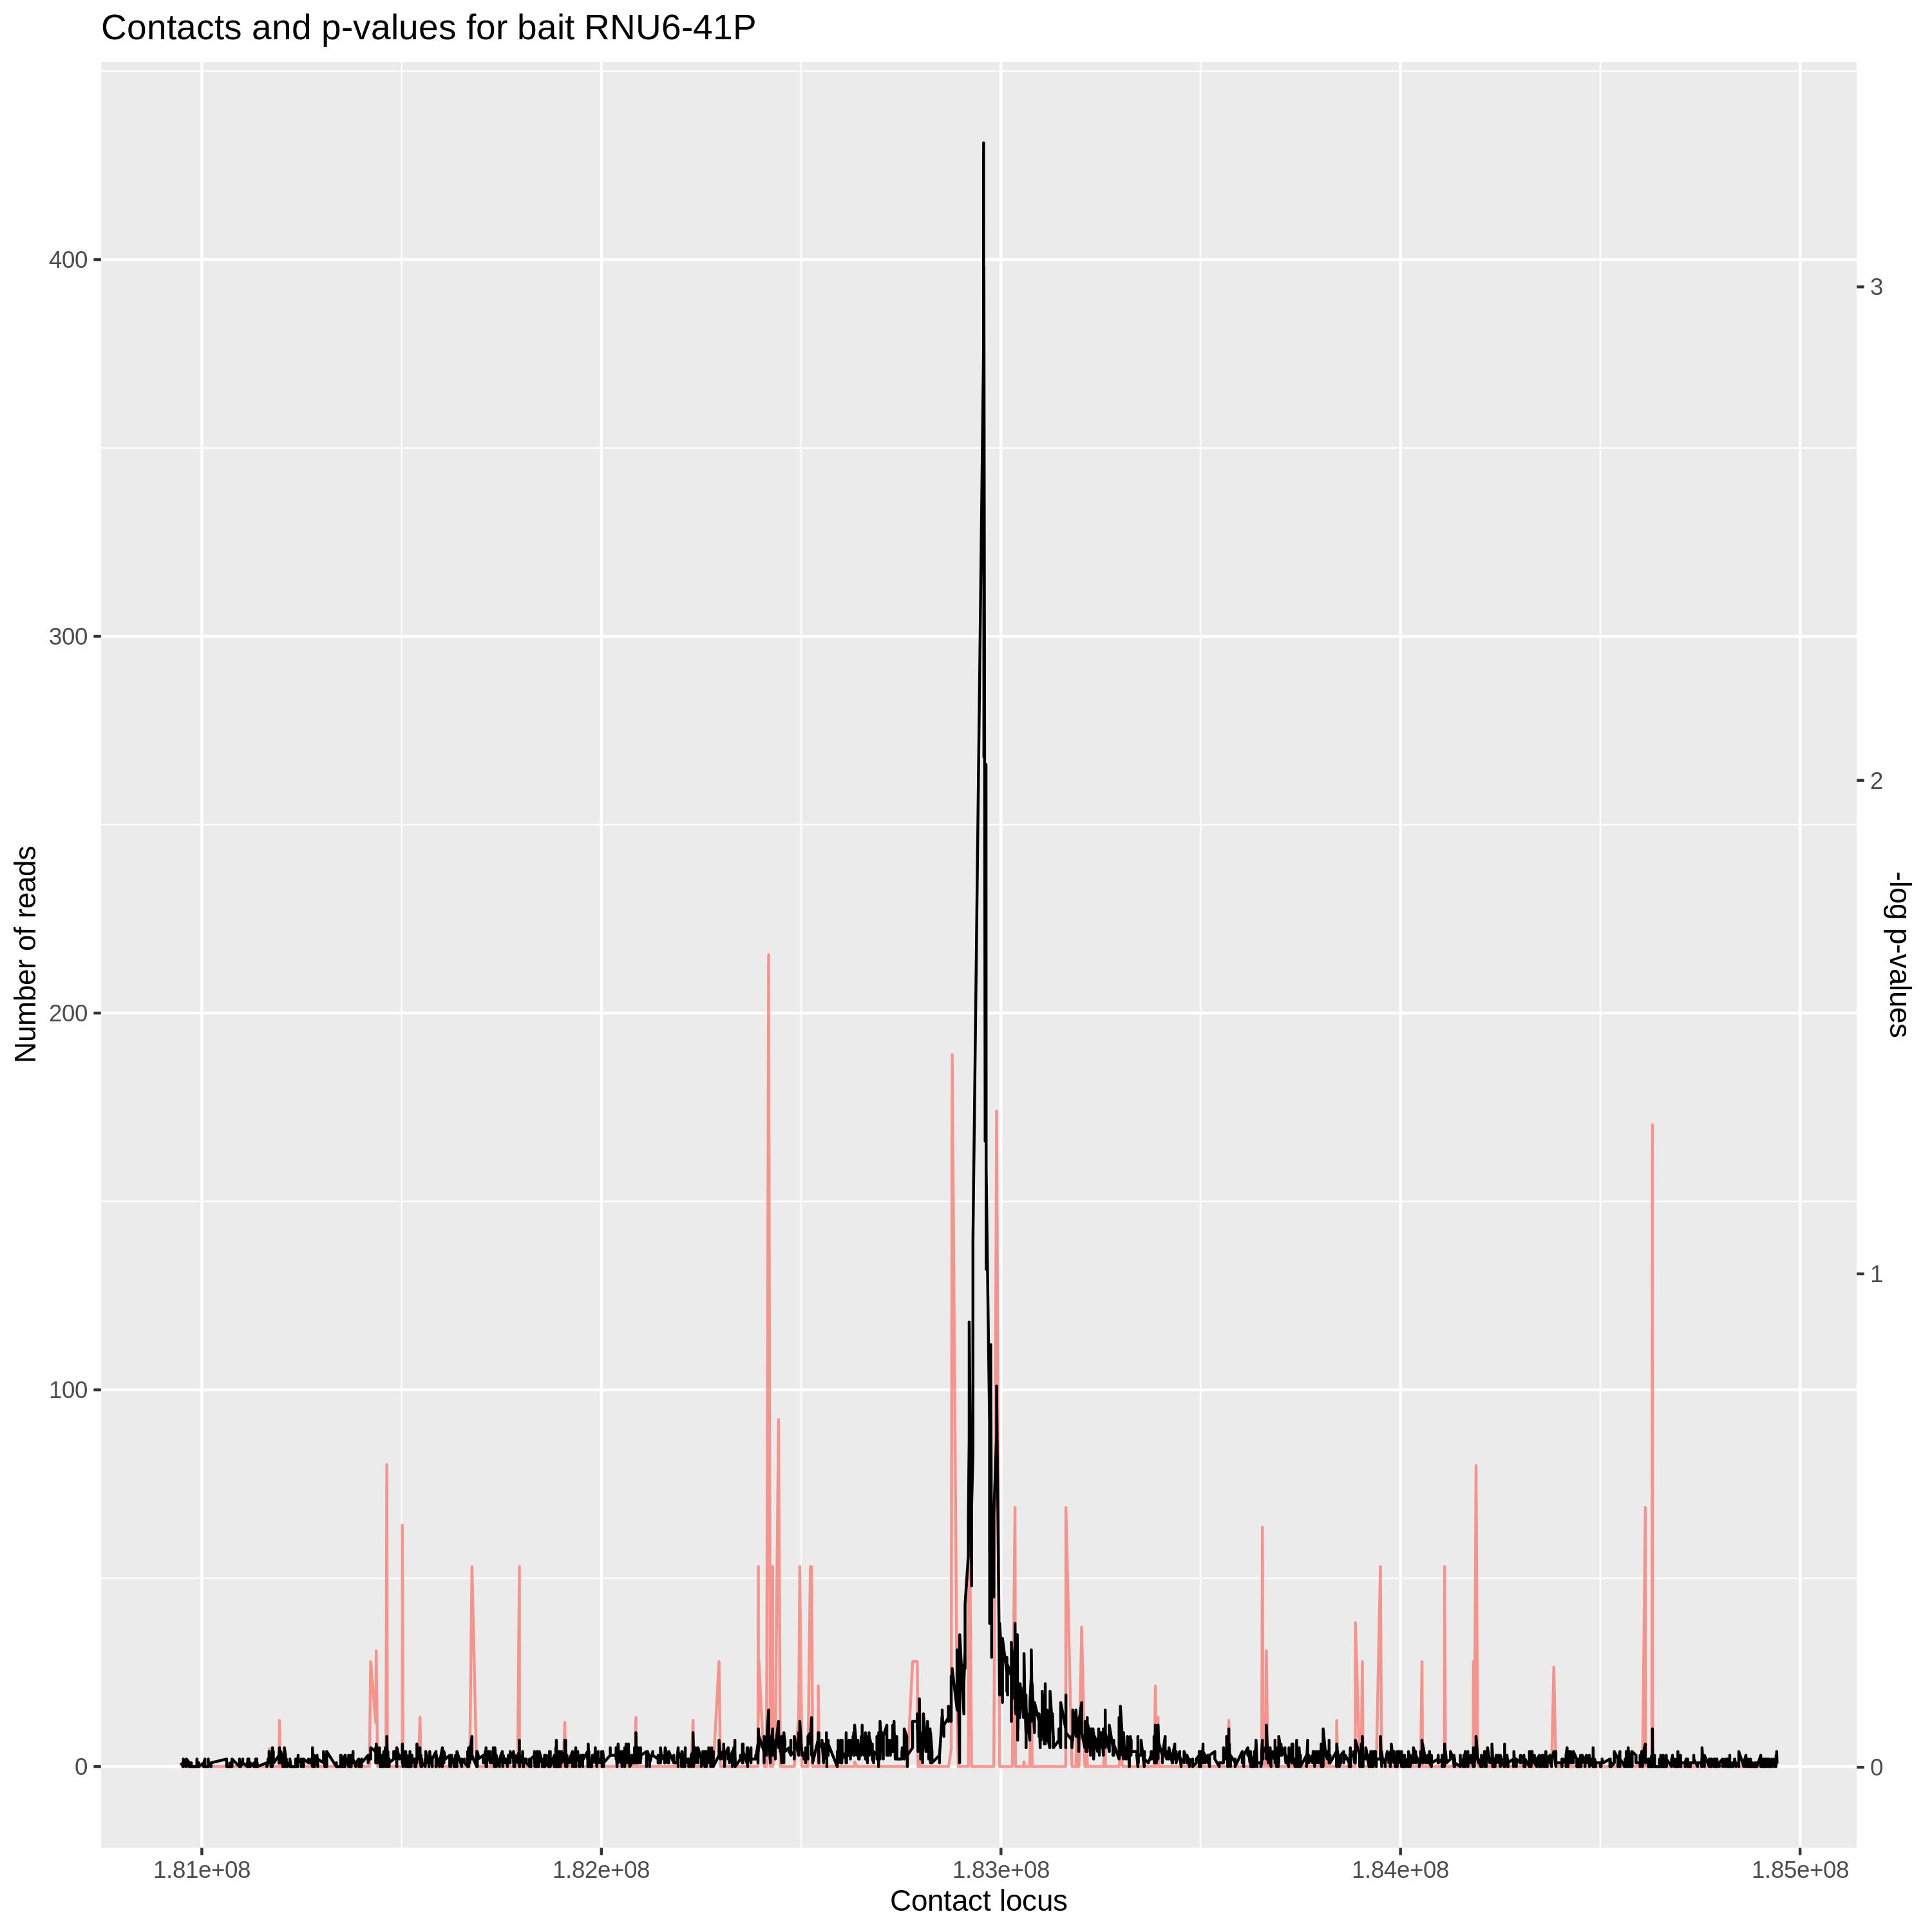 Contacts and p-values for bait RNU6-41P
400
300
200
100
0
3
2
1
0
Number of reads
-log p-values
1.81e+08
1.82e+08
1.83e+08
1.84e+08
1.85e+08
Contact locus